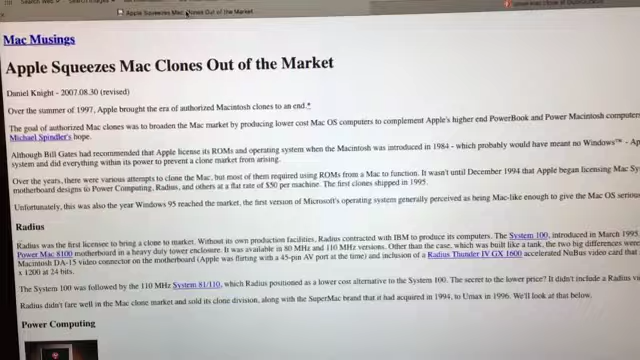 Apple Squeezes Mac Clones Out of the Market
Mac Musings
Apple Squeezes Mac Clones Out of the Market
Daniel Knight - 2007.08.30 (revised)
Over the summer of 1997, Apple brought the era of authorized Macintosh clones to an end.*
The goal of authorized Mac clones was to broaden the Mac market by producing lower cost Mac OS computers to complement Apple's higher end PowerBook and Power Macintosh computers
Michael Spindler's hope.
Although Bill Gates had recommended that Apple license its ROMs and operating system when the Macintosh was introduced in 1984 - which probably would have meant no Windows™ - Ap
system and did everything within its power to prevent a clone market from arising.
Over the years, there were various attempts to clone the Mac, but most of them required using ROMs from a Mac to function. It wasn't until December 1994 that Apple began licensing Mac Sy
motherboard designs to Power Computing, Radius, and others at a flat rate of $50 per machine. The first clones shipped in 1995.
Unfortunately, this was also the year Windows 95 reached the market, the first version of Microsoft's operating system generally perceived as being Mac-like enough to give the Mac OS seriou
Radius
Radius was the first licensee to bring a clone to market. Without its own production facilities, Radius contracted with IBM to produce its computers. The System 100, introduced in March 1995,
Power Mac 8100 motherboard in a heavy duty tower enclosure. It was available in 80 MHz and 110 MHz versions. Other than the case, which was built like a tank, the two big differences were
Macintosh DA-15 video connector on the motherboard (Apple was flirting with a 45-pin AV port at the time) and inclusion of a Radius Thunder IV GX 1600 accelerated NuBus video card that
x 1200 at 24 bits.
The System 100 was followed by the 110 MHz System 81/110, which Radius positioned as a lower cost alternative to the System 100. The secret to the lower price? It didn't include a Radius vi
Radius didn't fare well in the Mac clone market and sold its clone division, along with the SuperMac brand that it had acquired in 1994, to Umax in 1996. We'll look at that below.
Power Computing